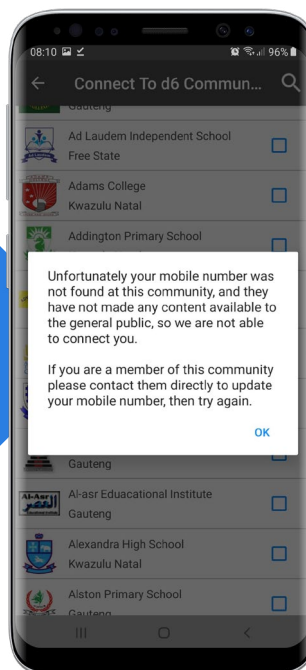 08:10 96%
Connect To d6 Commun...
Gauteng
Ad Laudem Independent School
Free State
Adams College
Kwazulu Natal
Addington Primary School
Unfortunately your mobile number was
not found at this community, and they
have not made any content available to
the general public, so we are not able
to connect you.
If you are a member of this community
please contact them directly to update
your mobile number, then try again.
OK
Gauteng
Al-Asr
العصر
Al-asr Eduacational Institute
Gauteng
Alexandra High School
Kwazulu Natal
Alston Primary School
Gauteng